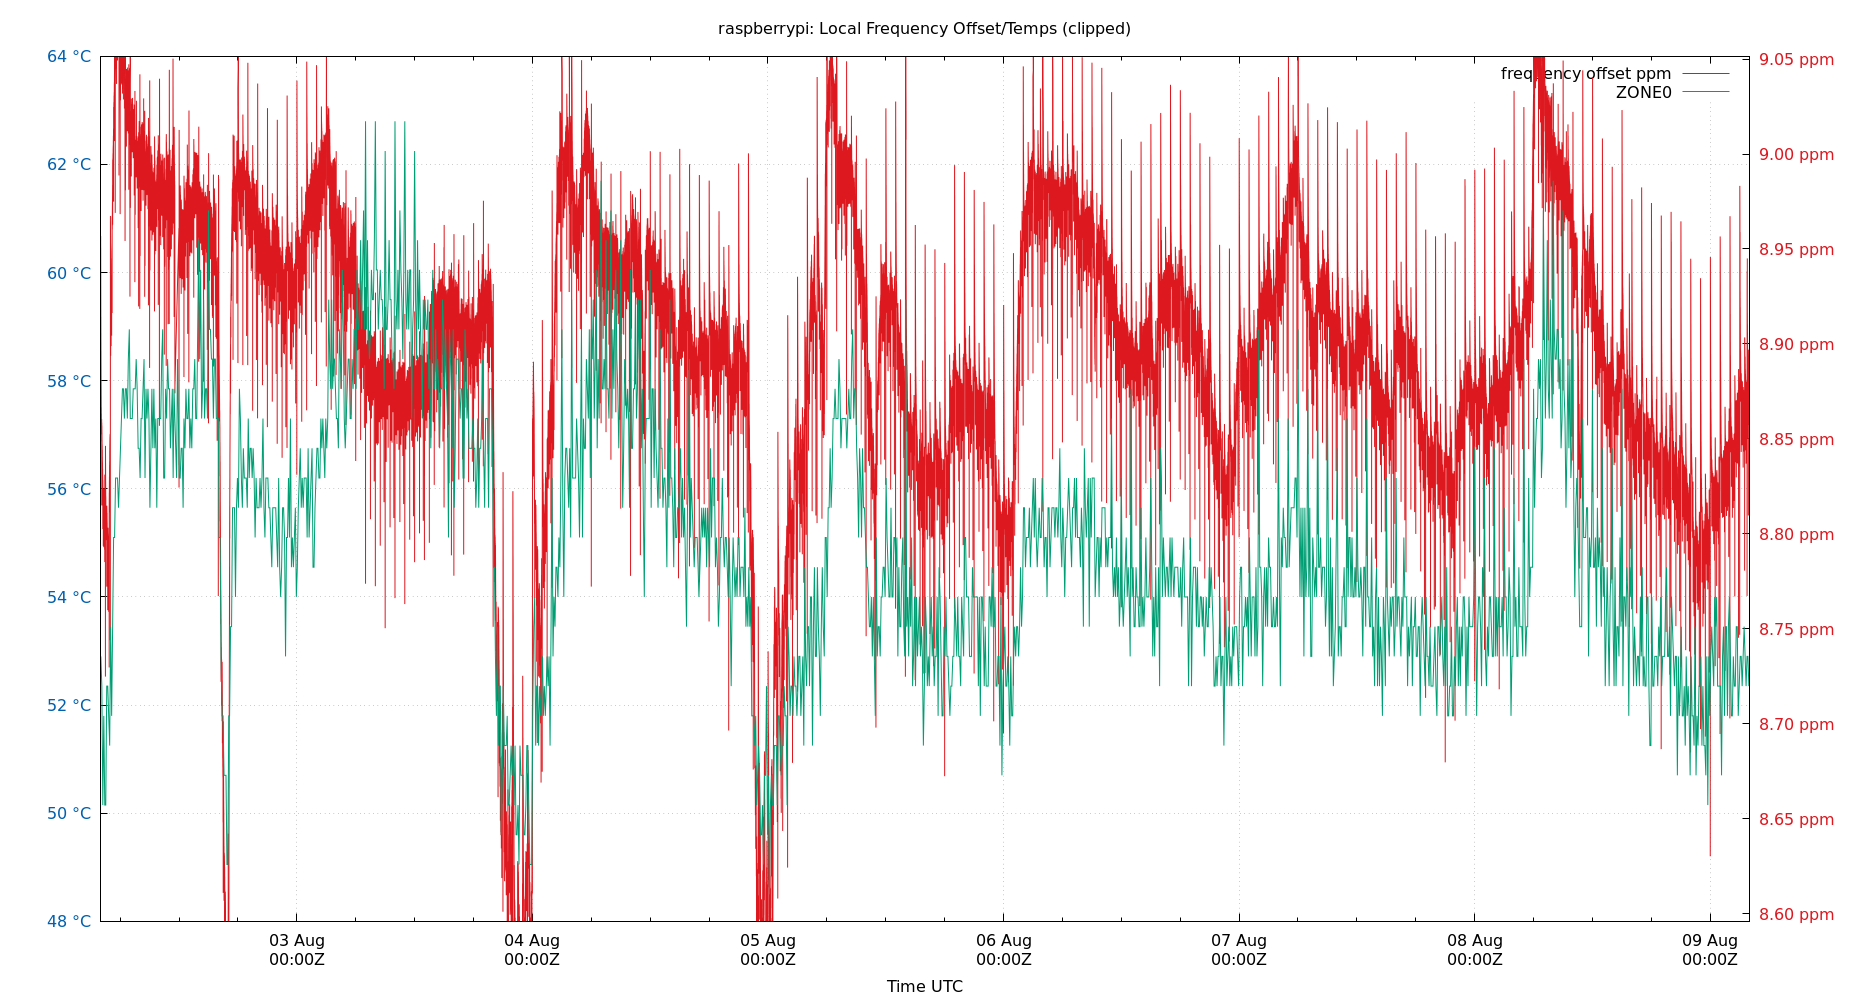 raspberrypi: Local Frequency Offset/Temps (clipped)
64 °C
62 °C
60 °C
58 °C
56 °C
54 °C
52 °C
50 °C
48 °C
9.05 ppm
9.00 ppm
8.95 ppm
8.90 ppm
8.85 ppm
8.80 ppm
8.75 ppm
8.70 ppm
8.65 ppm
8.60 ppm
frequency offset ppm
ZONE0
03 Aug
00:00Z
04 Aug
00:00Z
05 Aug
00:00Z
06 Aug
00:00Z
07 Aug
00:00Z
08 Aug
00:00Z
09 Aug
00:00Z
Time UTC